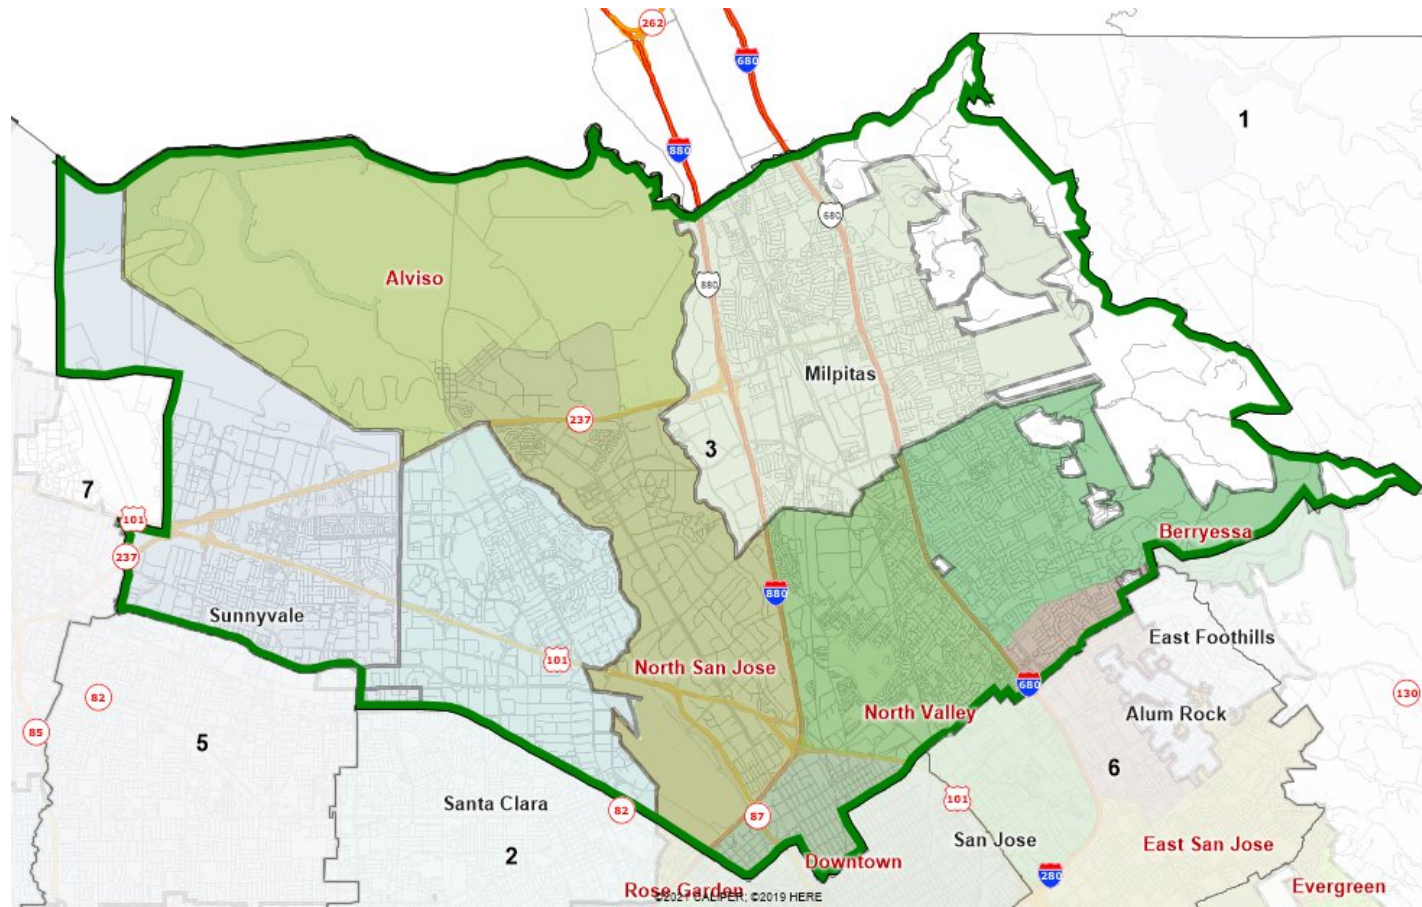 262
680
880
1
680
Alviso
880
Milpitas
237
3
7
101
237
Berryessa
880
Sunnyvale
East Foothills
101
North San Jose
680
130
82
North Valley
Alum Rock
85
5
6
Santa Clara
82
101
87
San Jose
East San Jose
2
Downtown
280
Rose Garden
Evergreen
©2021 CALIPER; ©2019 HERE